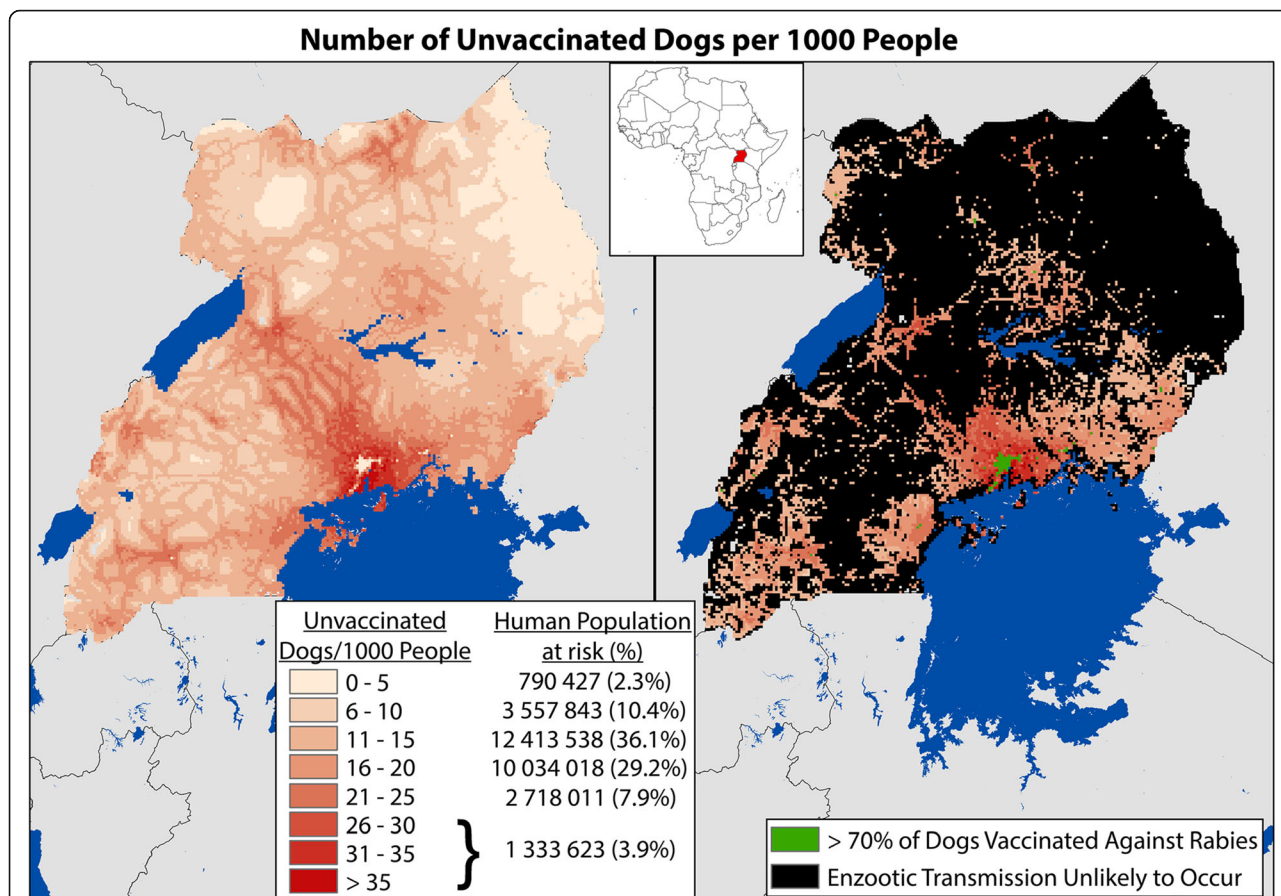 Number of Unvaccinated Dogs per 1000 People
Unvaccinated
Dogs/1000 People
Human Population
at risk (%)
0 - 5
790 427 (2.3%)
6 - 10
3 557 843 (10.4%)
11 - 15
12 413 538 (36.1%)
16 - 20
10 034 018 (29.2%)
21 - 25
2 718 011 (7.9%)
26 - 30
31 - 35
> 35
} 1 333 623 (3.9%)
> 70% of Dogs Vaccinated Against Rabies
Enzootic Transmission Unlikely to Occur